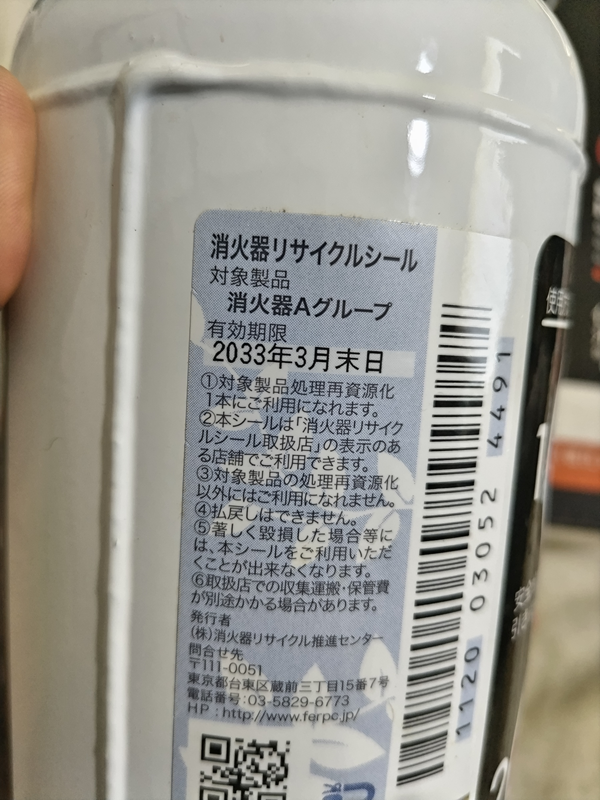 消火器リサイクルシール
対象製品
消火器Aグループ
有効期限
2033年3月末日
①対象製品処理再資源化
1本にご利用になれます。
②本シールは「消火器リサイク
ルシール取扱店」の表示のあ
る店舗でご利用できます。
③対象製品の処理再資源化
以外にはご利用になれません。
④払戻しはできません。
⑤著しく毀損した場合等に
は、本シールをご利用いただ
くことが出来なくなります。
⑥取扱店での収集運搬・保管費
が別途かかる場合があります。
発行者
(株)消火器リサイクル推進センター
問合せ先
〒111-0051
東京都台東区蔵前三丁目15番7号
電話番号:03-5829-6773
HP：http://www.ferpc.jp/
1120 03052 4491